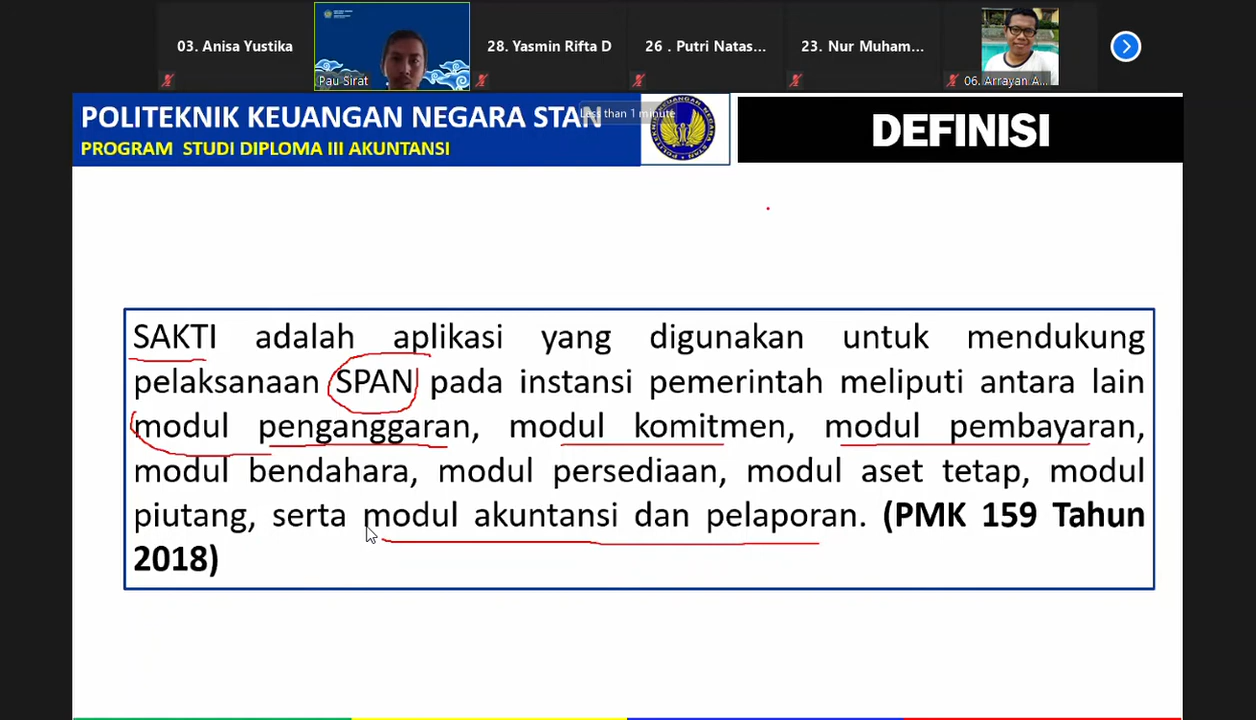 03. Anisa Yustika
Pau Sirat
28. Yasmin Rifta D
26 . Putri Natas...
23. Nur Muham...
06. Arrayan A...
POLITEKNIK KEUANGAN NEGARA STAN
Less than 1 minute
PROGRAM STUDI DIPLOMA III AKUNTANSI
DEFINISI
SAKTI adalah aplikasi yang digunakan untuk mendukung
pelaksanaan SPAN pada instansi pemerintah meliputi antara lain
modul penganggaran, modul komitmen, modul pembayaran,
modul bendahara, modul persediaan, modul aset tetap, modul
piutang, serta modul akuntansi dan pelaporan. (PMK 159 Tahun
2018)